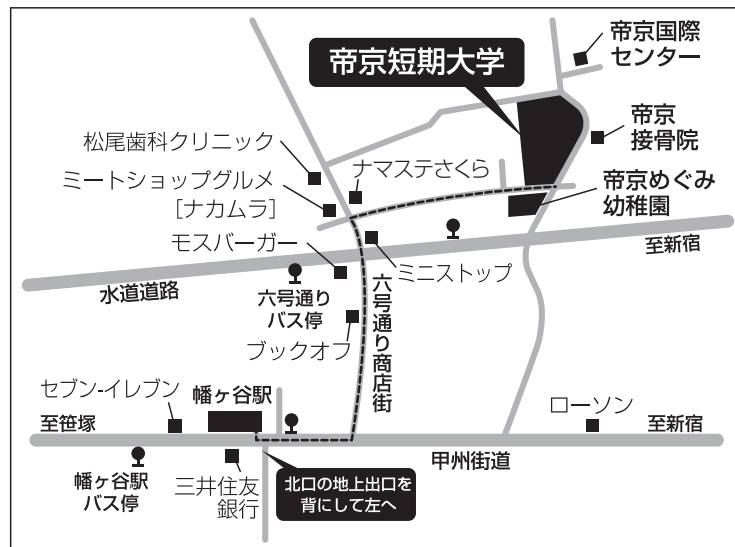 帝京国際
センター
帝京短期大学
帝京
接骨院
松尾歯科クリニック
ナマステさくら
ミートショップグルメ
［ナカムラ］
帝京めぐみ
幼稚園
モスバーガー
至新宿
ミニストップ
水道道路
六号通り
バス停
六号通り商店街
ブックオフ
セブン-イレブン
幡ヶ谷駅
ローソン
至笹塚
至新宿
甲州街道
幡ヶ谷駅
バス停
三井住友
銀行
北口の地上出口を
背にして左へ